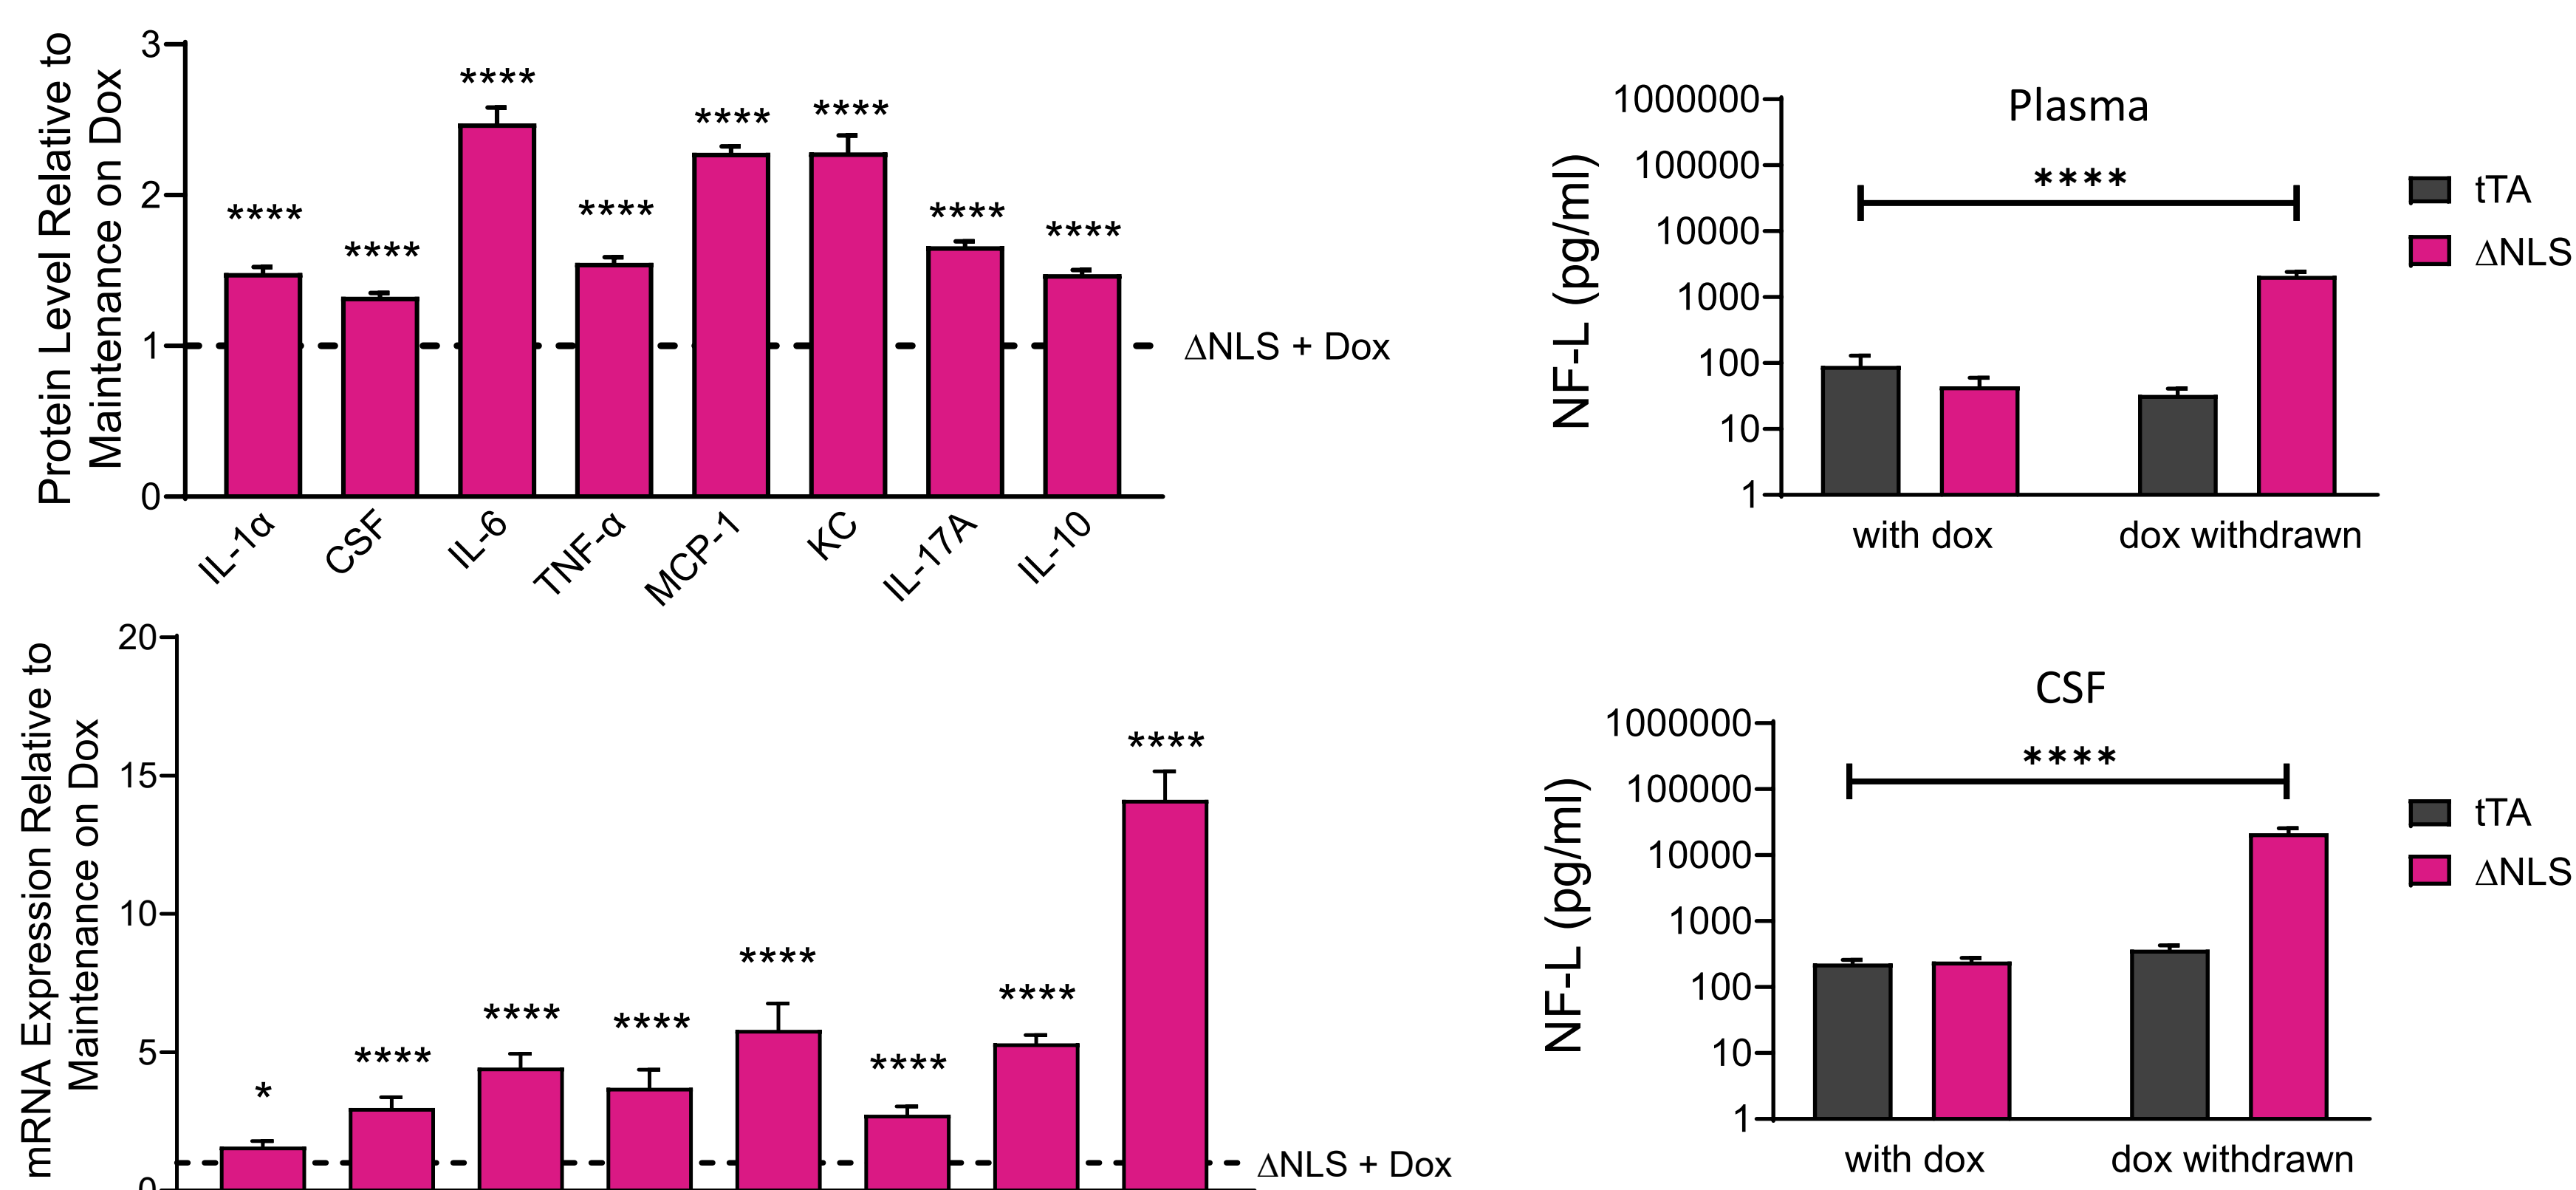 Protein Level Relative to
Maintenance on Dox
3
2
1
0
****
****
****
****
****
****
****
****
ΔNLS + Dox
IL-1α
CSF
IL-6
TNF-α
MCP-1
KC
IL-17A
IL-10
Plasma
NF-L (pg/ml)
1000000
100000
10000
1000
100
10
1
****
with dox
dox withdrawn
tTA
ΔNLS
mRNA Expression Relative to
Maintenance on Dox
20
15
10
5
0
*
****
****
****
****
****
****
****
ΔNLS + Dox
CSF
NF-L (pg/ml)
1000000
100000
10000
1000
100
10
1
****
with dox
dox withdrawn
tTA
ΔNLS